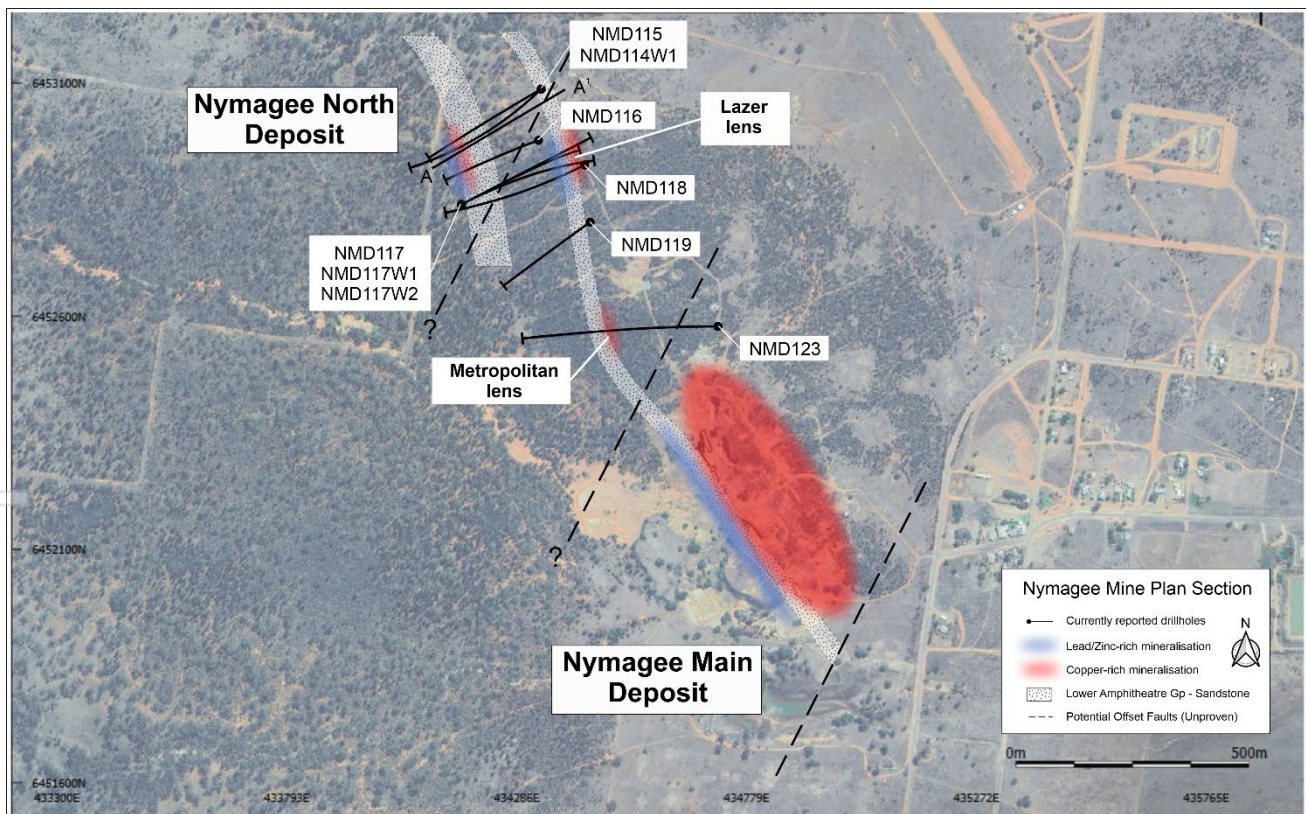 NMD115
NMD114W1
6453100N
A¹
Nymagee North
Deposit
NMD116
Lazer
lens
A
NMD118
NMD119
NMD117
NMD117W1
NMD117W2
6452600N
?
NMD123
Metropolitan
lens
6452100N
?
Nymagee Main
Deposit
Nymagee Mine Plan Section
Currently reported drillholes
N
Lead/Zinc-rich mineralisation
Copper-rich mineralisation
Lower Amphitheatre Gp - Sandstone
Potential Offset Faults (Unproven)
0m 500m
6451600N
433300E 433793E 434286E 434779E 435272E 435765E